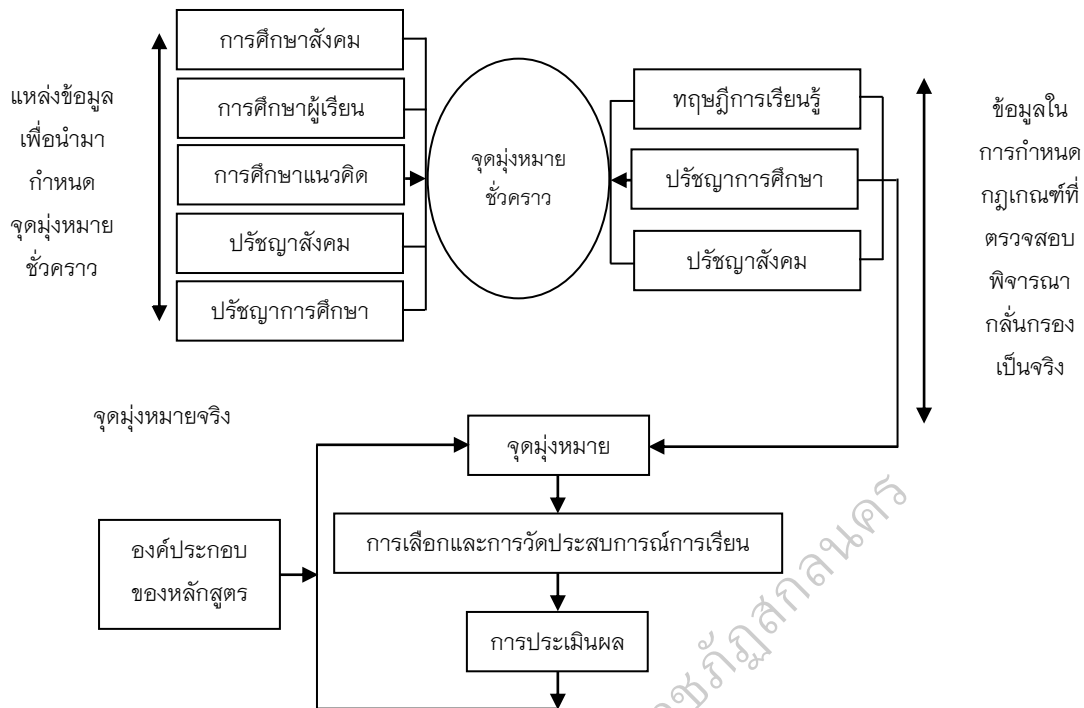 แหล่งข้อมูล
เพื่อนำมา
กำหนด
จุดมุ่งหมาย
ชั่วคราว
การศึกษาสังคม
การศึกษาผู้เรียน
การศึกษาแนวคิด
ปรัชญาสังคม
ปรัชญาการศึกษา
จุดมุ่งหมาย
ชั่วคราว
ทฤษฎีการเรียนรู้
ปรัชญาการศึกษา
ปรัชญาสังคม
ข้อมูลใน
การกำหนด
กฎเกณฑ์ที่
ตรวจสอบ
พิจารณา
กลั่นกรอง
เป็นจริง
จุดมุ่งหมายจริง
จุดมุ่งหมาย
องค์ประกอบ
ของหลักสูตร
การเลือกและการวัดประสบการณ์การเรียน
การประเมินผล
ราชภัฏสกลนคร